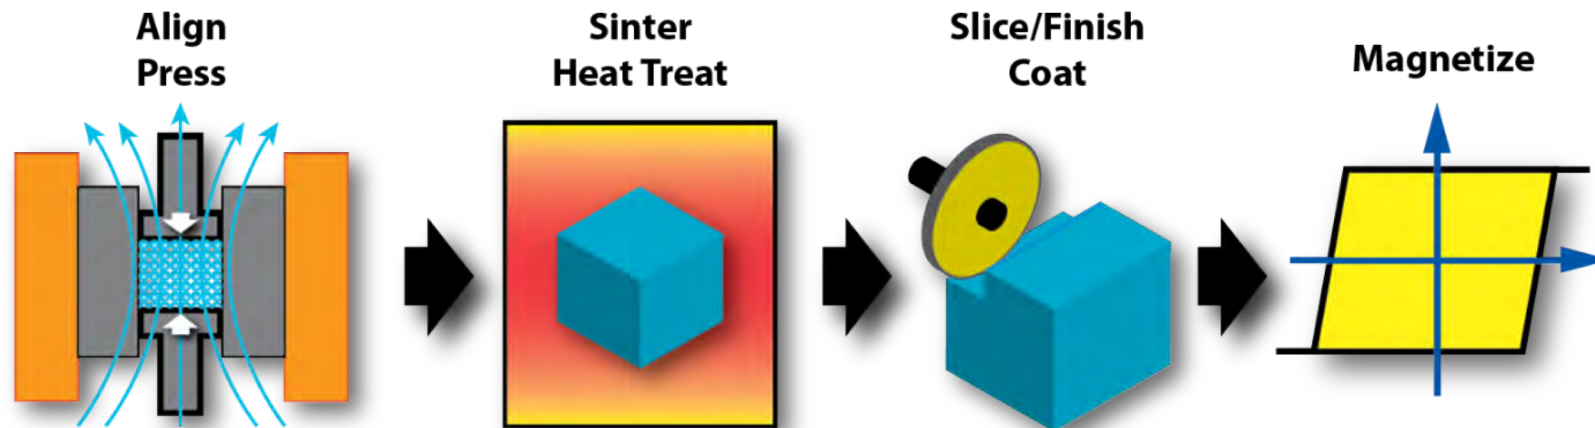 Align
Press
Sinter
Heat Treat
Slice/Finish
Coat
Magnetize